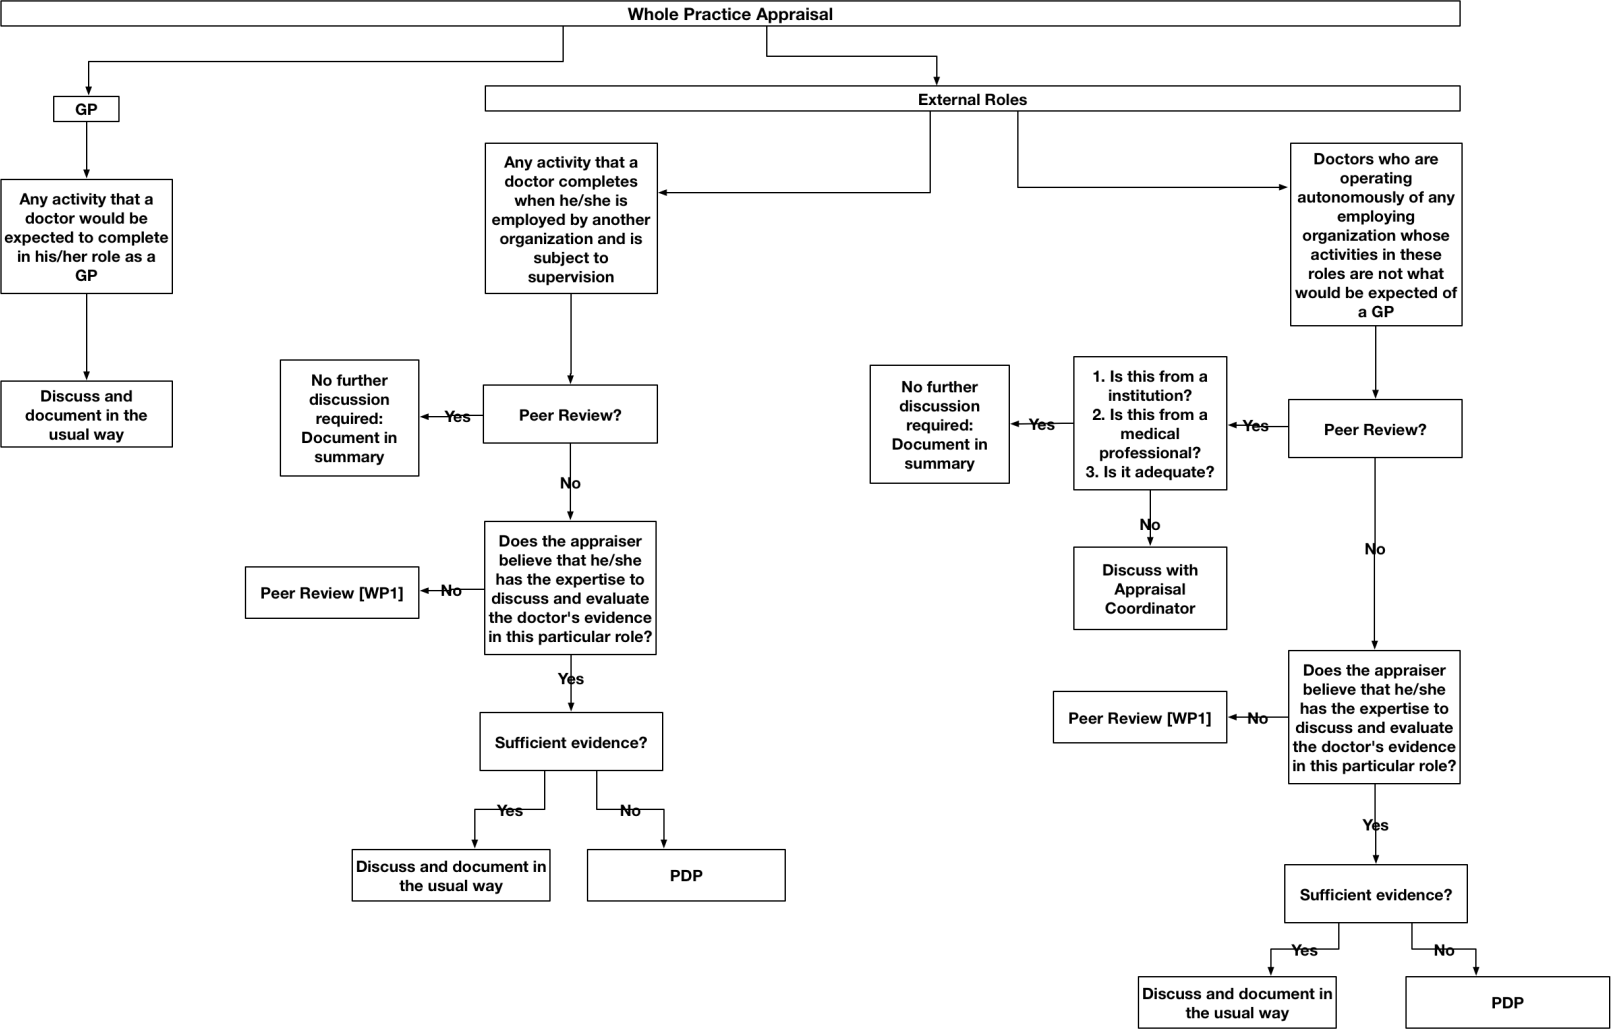 Whole Practice Appraisal
GP
External Roles
Any activity that a
doctor would be
expected to complete
in his/her role as a
GP
Discuss and
document in the
usual way
Any activity that a
doctor completes
when he/she is
employed by another
organization and is
subject to
supervision
No further
discussion
required:
Document in
summary
Yes
Peer Review?
No
Does the appraiser
believe that he/she
has the expertise to
discuss and evaluate
the doctor's evidence
in this particular role?
No
Peer Review [WP1]
Yes
Sufficient evidence?
Yes
No
Discuss and document in
the usual way
PDP
Doctors who are
operating
autonomously of any
employing
organization whose
activities in these
roles are not what
would be expected of
a GP
No further
discussion
required:
Document in
summary
Yes
1. Is this from a
institution?
2. Is this from a
medical
professional?
3. Is it adequate?
Yes
Peer Review?
No
Discuss with
Appraisal
Coordinator
No
Does the appraiser
believe that he/she
has the expertise to
discuss and evaluate
the doctor's evidence
in this particular role?
No
Peer Review [WP1]
Yes
Sufficient evidence?
Yes
No
Discuss and document in
the usual way
PDP